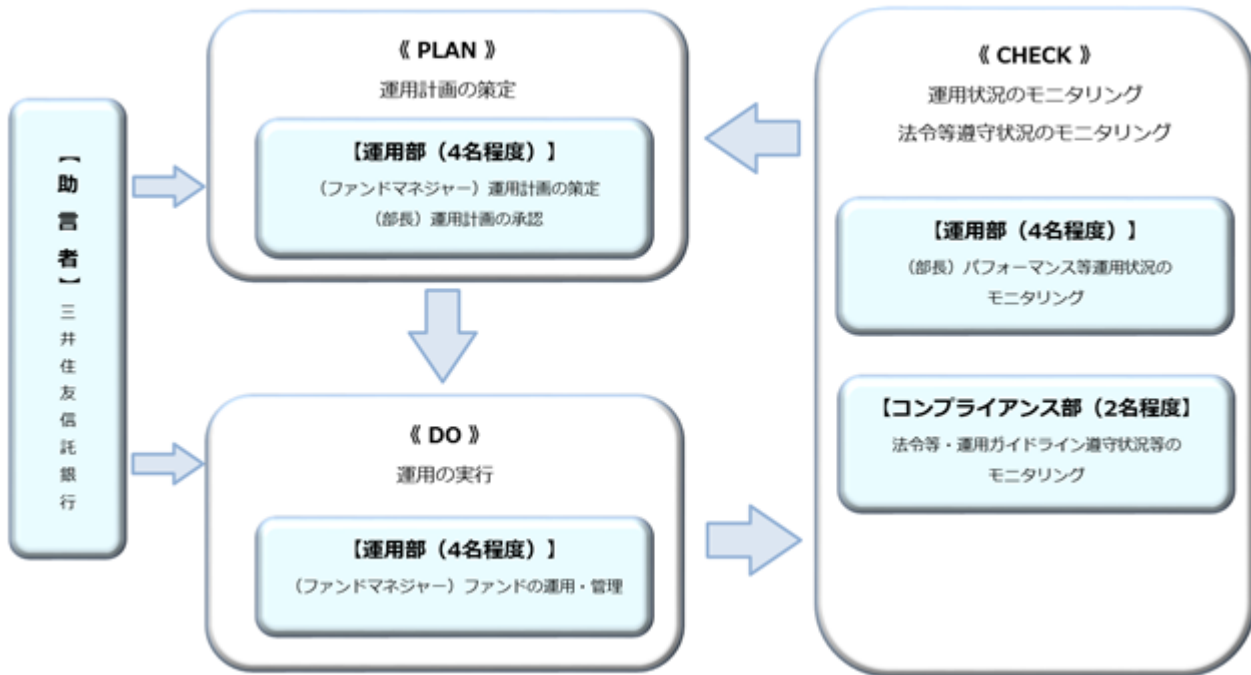 【助言者】三井住友信託銀行
《 PLAN 》
運用計画の策定
【運用部（4名程度）】
（ファンドマネジャー）運用計画の策定
（部長）運用計画の承認
《 DO 》
運用の実行
【運用部（4名程度）】
（ファンドマネジャー）ファンドの運用・管理
《 CHECK 》
運用状況のモニタリング
法令等遵守状況のモニタリング
【運用部（4名程度）】
（部長）パフォーマンス等運用状況の
モニタリング
【コンプライアンス部（2名程度】
法令等・運用ガイドライン遵守状況等の
モニタリング